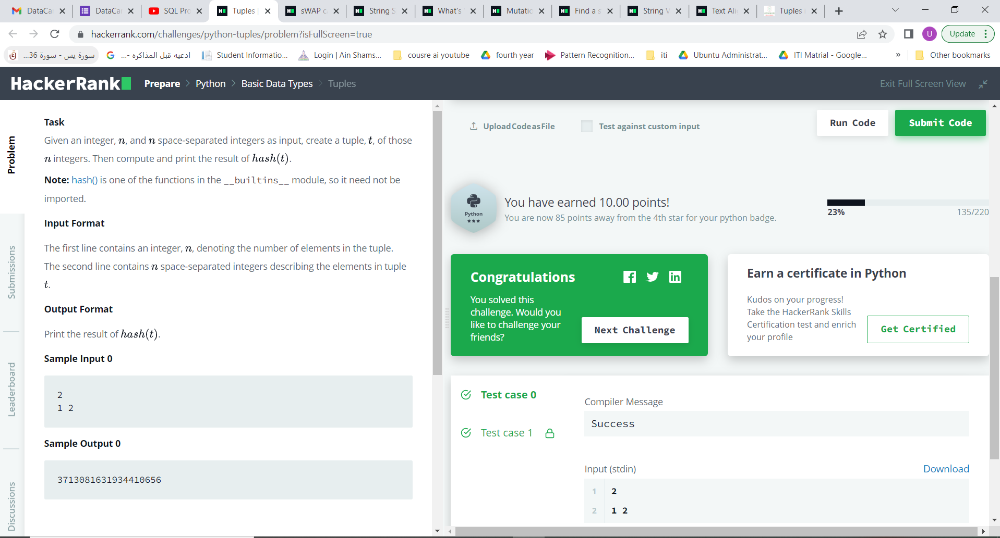 DataCa
DataCa
SQL Pro
Tuples |
sWAP c
String S
What's
Mutatio
Find a s
String V
Text Ali
Tuples i
hackerrank.com/challenges/python-tuples/problem?isFullScreen=true
U
Update
سورة يس - سورة 36...
ادعيه قبل المذاكره -...
Student Informatio...
Login | Ain Shams...
cousre ai youtube
fourth year
Pattern Recognition...
iti
Ubuntu Administrat...
ITI Matrial - Google...
»
Other bookmarks
HackerRank
Prepare > Python > Basic Data Types > Tuples
Exit Full Screen View
Problem
Submissions
Leaderboard
Discussions
Task
Given an integer, n, and n space-separated integers as input, create a tuple, t, of those
n integers. Then compute and print the result of hash(t).
Note: hash() is one of the functions in the __builtins__ module, so it need not be
imported.
Input Format
The first line contains an integer, n, denoting the number of elements in the tuple.
The second line contains n space-separated integers describing the elements in tuple
t.
Output Format
Print the result of hash(t).
Sample Input 0
2
1 2
Sample Output 0
3713081631934410656
Upload Code as File
Test against custom input
Run Code
Submit Code
Python
You have earned 10.00 points!
You are now 85 points away from the 4th star for your python badge.
23%
135/220
Congratulations
You solved this
challenge. Would you
like to challenge your
friends?
Next Challenge
Earn a certificate in Python
Kudos on your progress!
Take the HackerRank Skills
Certification test and enrich
your profile
Get Certified
Test case 0
Test case 1
Compiler Message
Success
Input (stdin)
Download
1 2
2 1 2